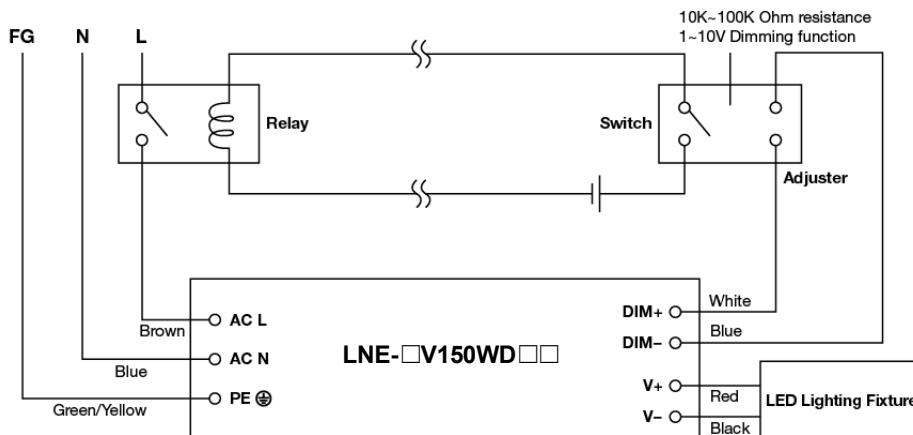 10K~100K Ohm resistance
1~10V Dimming function
FG N L
Relay
Switch
Adjuster
Brown
AC L
Blue
AC N
Green/Yellow
PE
LNE-□V150WD□□
DIM+
White
DIM−
Blue
V+
Red
V−
Black
LED Lighting Fixture